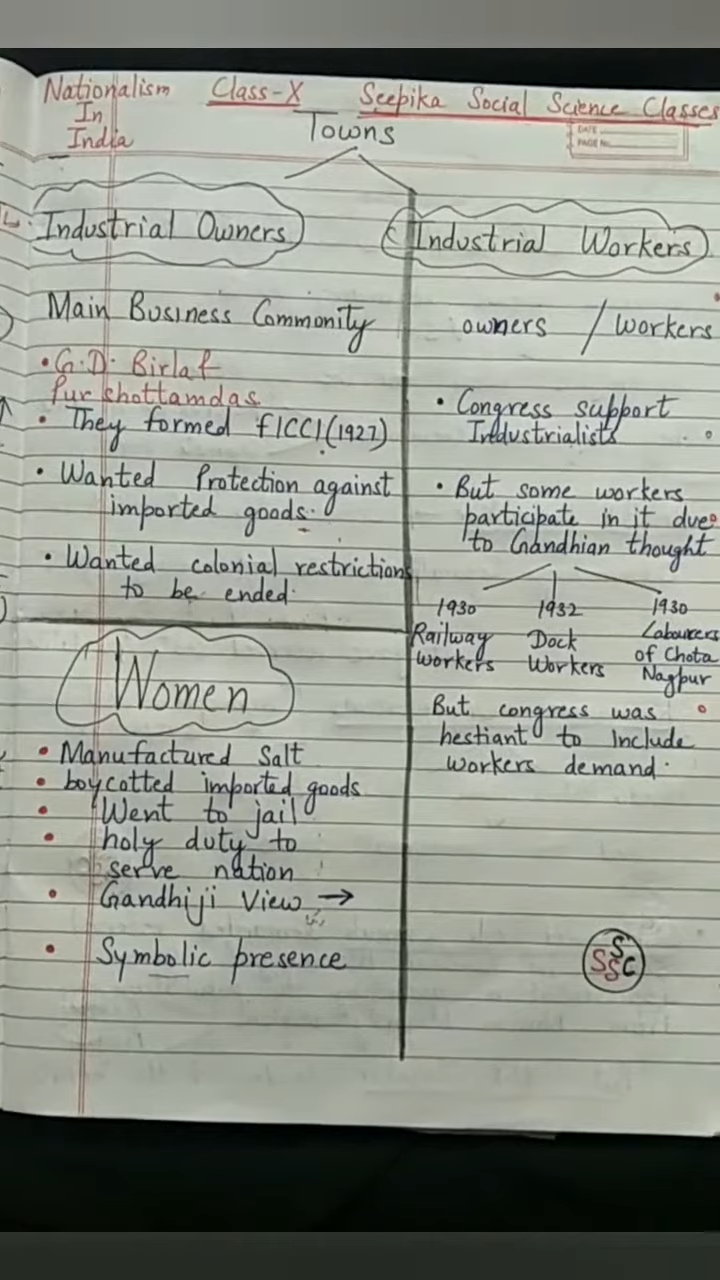 Nationalism Class-X Seepika Social Science Classes
In
India
Towns
DATE
PAGE No.
Industrial Owners
Main Business Commonity
• G.D. Birlaf
Purshottamdas
• They formed FICCI (1927)
• Wanted Protection against
imported goods.
• Wanted colonial restrictions
to be ended.
Industrial Workers
owners / workers
• Congress support
Industrialists
• But some workers
participate in it due
to Gandhian thought
1930 1932 1930
Railway Dock Labourers
workers Workers of Chota
Nagpur
But congress was
hestiant to Include
workers demand.
Women
• Manufactured Salt
• boycotted imported goods
• Went to jail
• holy duty to
serve nation
• Gandhiji View →
• Symbolic presence
SSSC